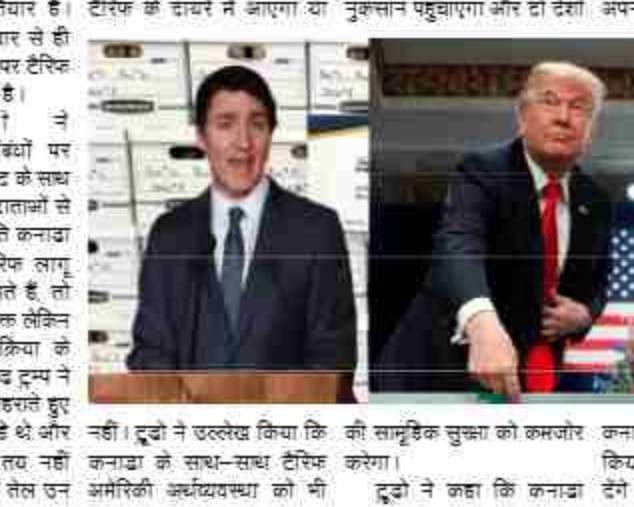 तैयार है।
वार से ही
पर टैरिफ
है।
ने
बंधों पर
ट के साथ
दाताओं से
ते कनाडा
रिफ लागू
ते हैं, तो
क्त लेकिन
क्रिया के
ड ट्रम्प ने
हराते हुए
थे और
तय नहीं
तेल उन
टैरिफ के दायरे में आएगा या
नहीं। ट्रूडो ने उल्लेख किया कि
कनाडा के साथ–साथ टैरिफ
अमेरिकी अर्थव्यवस्था को भी
नुकसान पहुंचाएगा और दो देशों
की सामूहिक सुरक्षा को कमजोर
करेगा।
ट्रूडो ने कहा कि कनाडा
अपन
कना
किय
देंगे